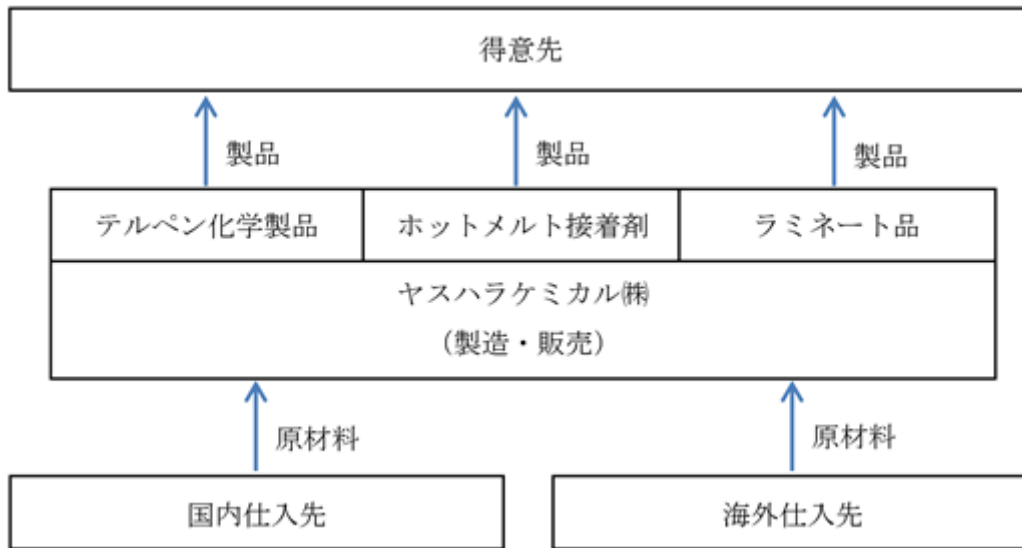 得意先
製品
製品
製品
テルペン化学製品
ホットメルト接着剤
ラミネート品
ヤスハラケミカル㈱
（製造・販売）
原材料
原材料
国内仕入先
海外仕入先